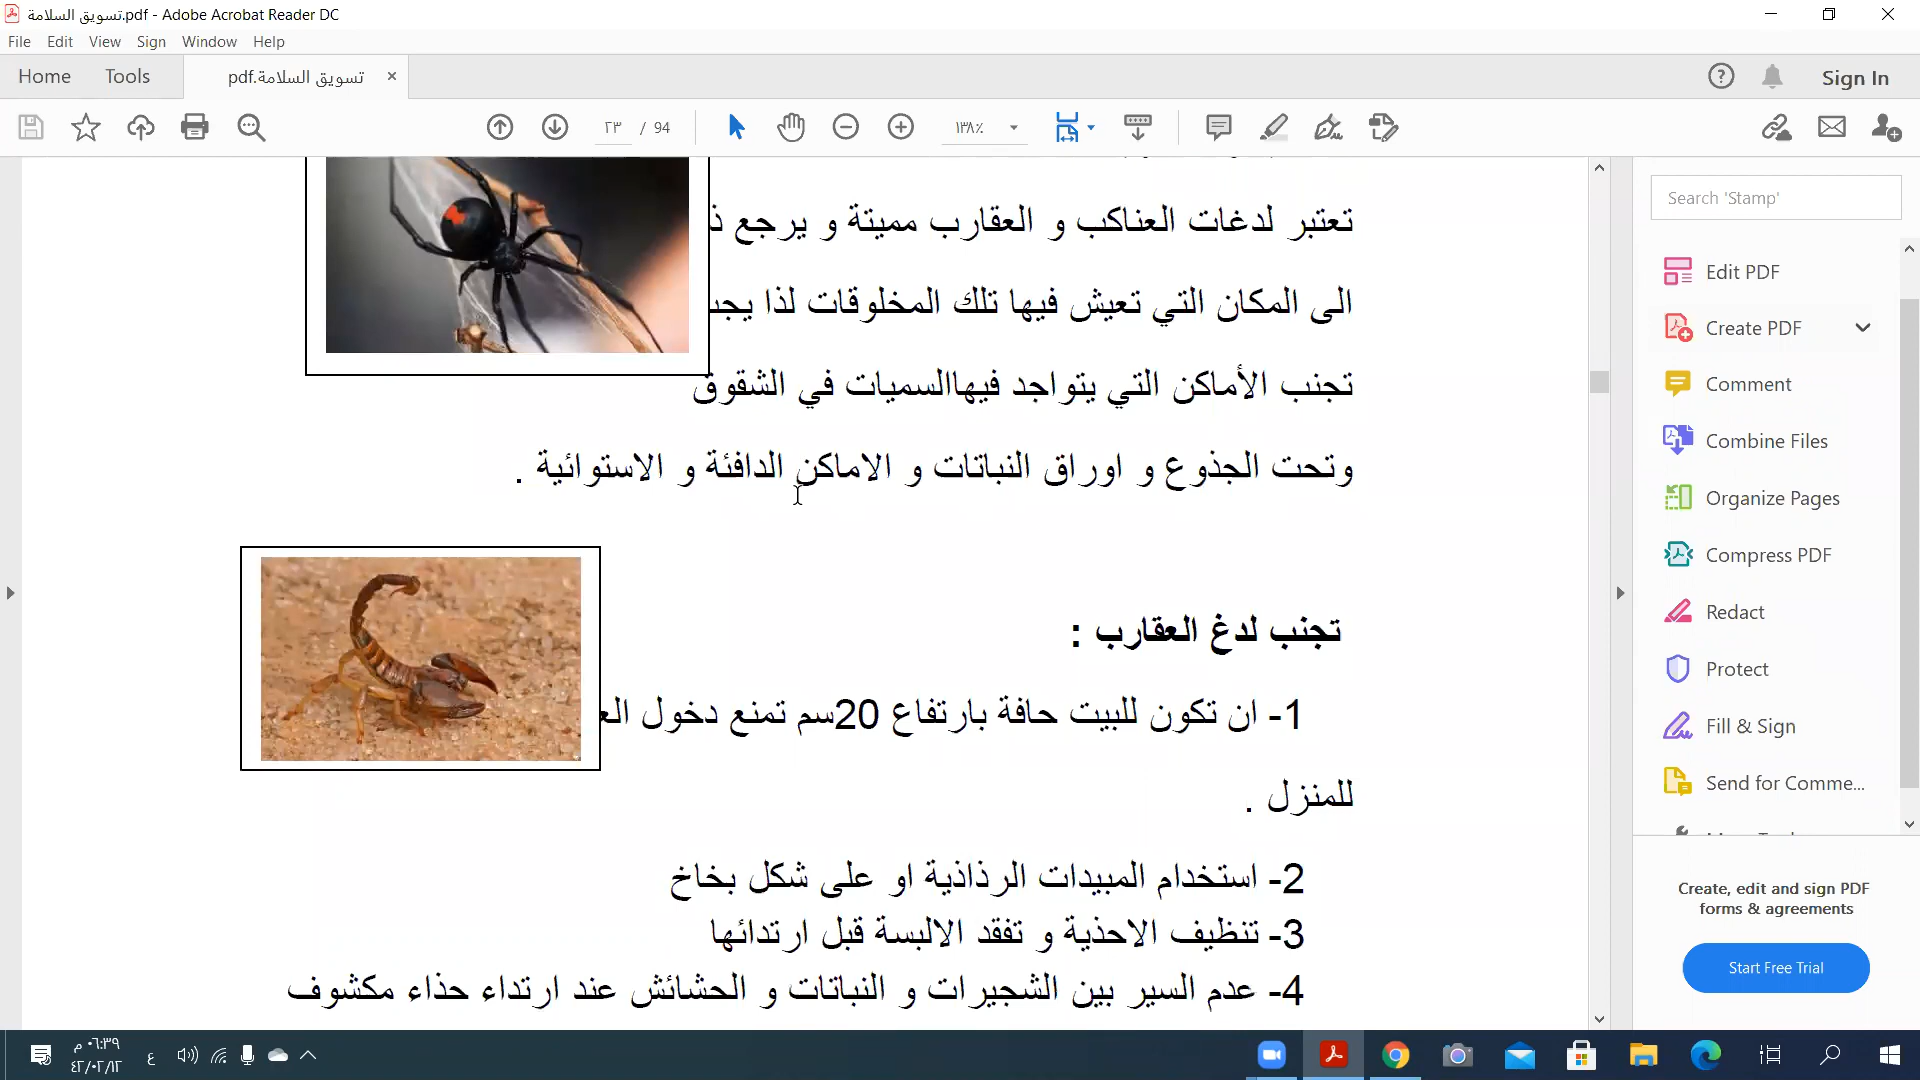 تسويق السلامة.pdf - Adobe Acrobat Reader DC
File Edit View Sign Window Help
Home Tools تسويق السلامة.pdf × Sign In
٢٣ / 94 ١٣٨٪
تعتبر لدغات العناكب و العقارب مميتة و يرجع
الى المكان التي تعيش فيها تلك المخلوقات لذا
تجنب الأماكن التي يتواجد فيهاالسميات في الشقوق
وتحت الجذوع و اوراق النباتات و الاماكن الدافئة و الاستوائية .
تجنب لدغ العقارب :
1- ان تكون للبيت حافة بارتفاع 20سم تمنع دخول
للمنزل .
2- استخدام المبيدات الرذاذية او على شكل بخاخ
3- تنظيف الاحذية و تفقد الالبسة قبل ارتدائها
4- عدم السير بين الشجيرات و النباتات و الحشائش عند ارتداء حذاء مكشوف
Search 'Stamp'
Edit PDF
Create PDF
Comment
Combine Files
Organize Pages
Compress PDF
Redact
Protect
Fill & Sign
Send for Comme...
Create, edit and sign PDF
forms & agreements
Start Free Trial
٠٦:٣٩ م
٤٢/٠٢/١٢
ع